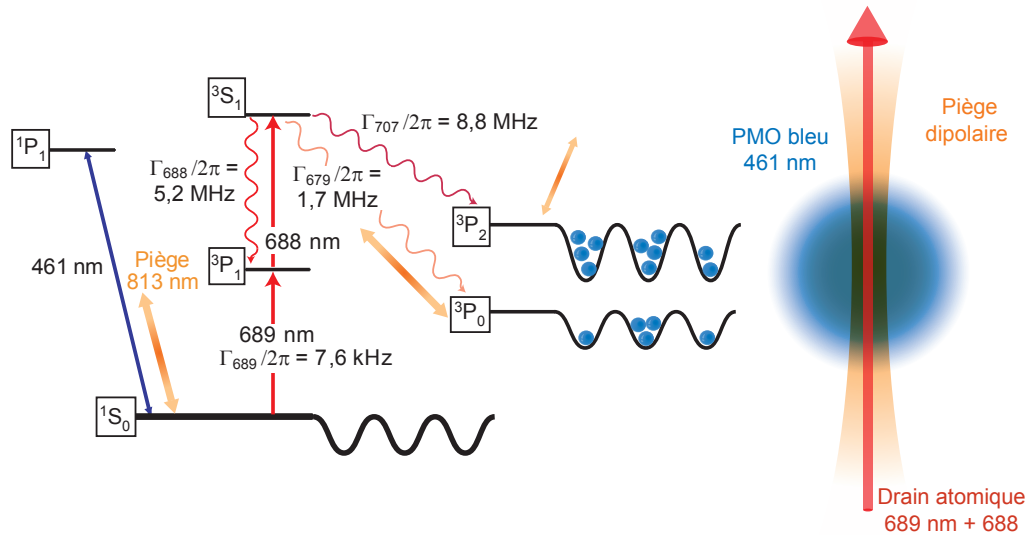 ³S₁
Γ₇₀₇/2π = 8,8 MHz
¹P₁
Γ₆₈₈/2π =
5,2 MHz
Γ₆₇₉/2π =
1,7 MHz
³P₂
461 nm
Piège
813 nm
³P₁
688 nm
³P₀
689 nm
Γ₆₈₉/2π = 7,6 kHz
¹S₀
PMO bleu
461 nm
Piège
dipolaire
Drain atomique
689 nm + 688